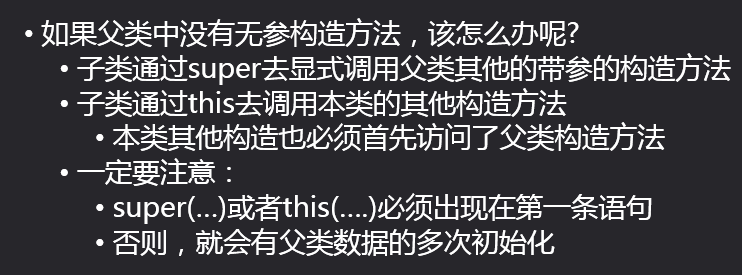 • 如果父类中没有无参构造方法，该怎么办呢?
• 子类通过super去显式调用父类其他的带参的构造方法
• 子类通过this去调用本类的其他构造方法
• 本类其他构造也必须首先访问了父类构造方法
• 一定要注意：
• super(...)或者this(....)必须出现在第一条语句
• 否则，就会有父类数据的多次初始化